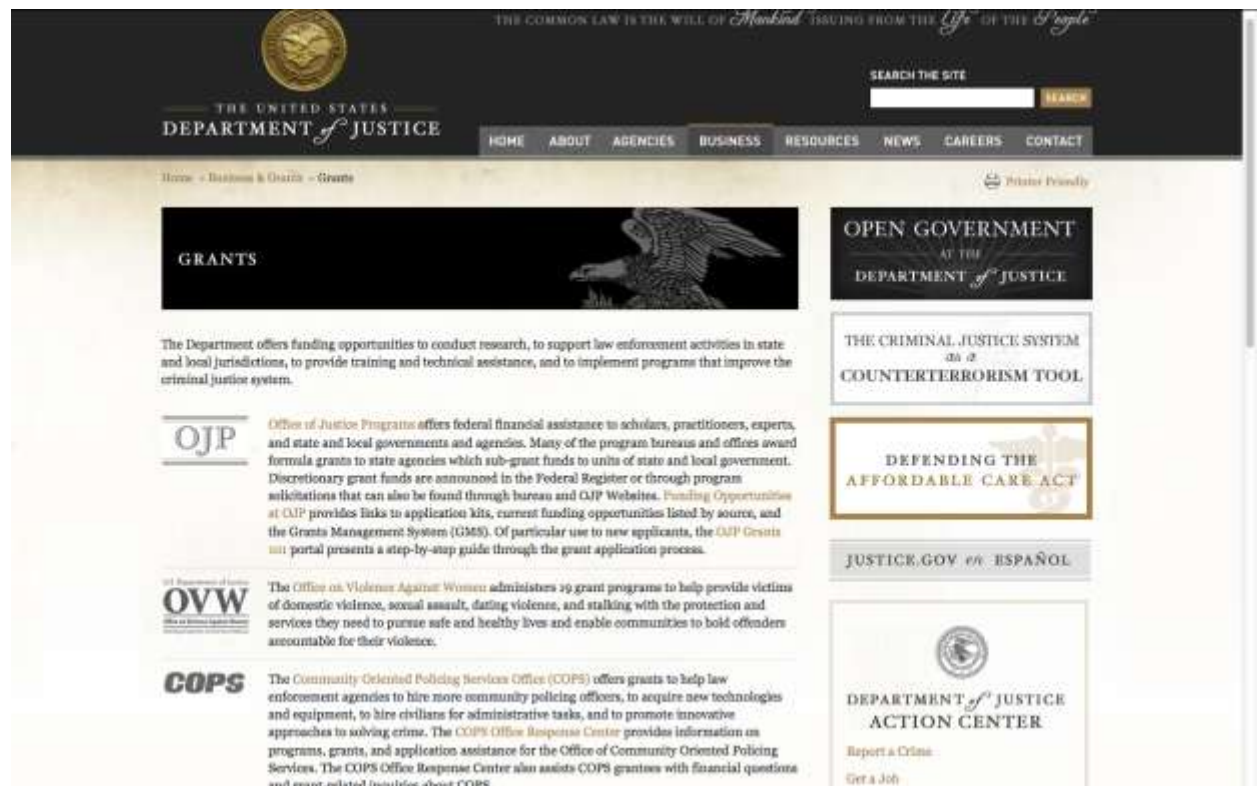 THE COMMON LAW IS THE WILL OF Mankind ISSUING FROM THE Life OF THE People
SEARCH THE SITE
SEARCH
THE UNITED STATES
DEPARTMENT of JUSTICE
HOME ABOUT AGENCIES BUSINESS RESOURCES NEWS CAREERS CONTACT
Home » Business & Grants » Grants
Printer Friendly
GRANTS
The Department offers funding opportunities to conduct research, to support law enforcement activities in state
and local jurisdictions, to provide training and technical assistance, and to implement programs that improve the
criminal justice system.
OJP
Office of Justice Programs offers federal financial assistance to scholars, practitioners, experts,
and state and local governments and agencies. Many of the program bureaus and offices award
formula grants to state agencies which sub-grant funds to units of state and local government.
Discretionary grant funds are announced in the Federal Register or through program
solicitations that can also be found through bureau and OJP Websites. Funding Opportunities
at OJP provides links to application kits, current funding opportunities listed by source, and
the Grants Management System (GMS). Of particular use to new applicants, the OJP Grants
101 portal presents a step-by-step guide through the grant application process.
OVW
The Office on Violence Against Women administers 19 grant programs to help provide victims
of domestic violence, sexual assault, dating violence, and stalking with the protection and
services they need to pursue safe and healthy lives and enable communities to hold offenders
accountable for their violence.
COPS
The Community Oriented Policing Services Office (COPS) offers grants to help law
enforcement agencies to hire more community policing officers, to acquire new technologies
and equipment, to hire civilians for administrative tasks, and to promote innovative
approaches to solving crime. The COPS Office Response Center provides information on
programs, grants, and application assistance for the Office of Community Oriented Policing
Services. The COPS Office Response Center also assists COPS grantees with financial questions
and grant-related inquiries about COPS.
OPEN GOVERNMENT
AT THE
DEPARTMENT of JUSTICE
THE CRIMINAL JUSTICE SYSTEM
as a
COUNTERTERRORISM TOOL
DEFENDING THE
AFFORDABLE CARE ACT
JUSTICE.GOV en ESPAÑOL
DEPARTMENT of JUSTICE
ACTION CENTER
Report a Crime
Get a Job